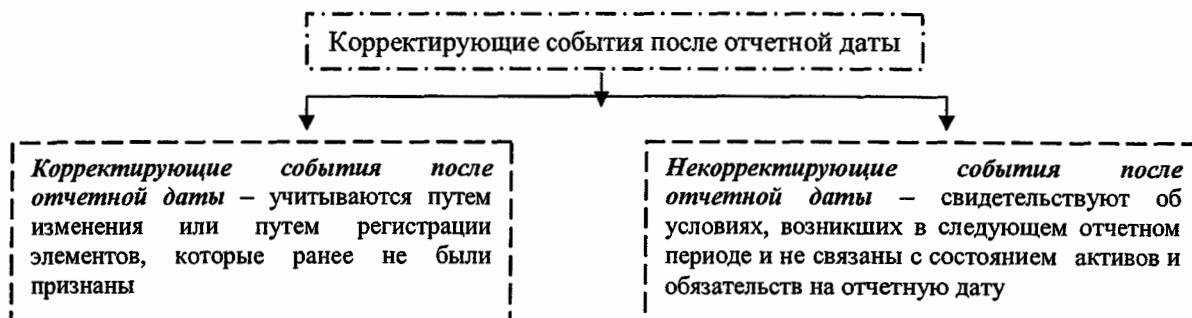 Корректирующие события после отчетной даты
Корректирующие события после
отчетной даты – учитываются путем
изменения или путем регистрации
элементов, которые ранее не были
признаны
Некорректирующие события после
отчетной даты – свидетельствуют об
условиях, возникших в следующем отчетном
периоде и не связаны с состоянием активов и
обязательств на отчетную дату